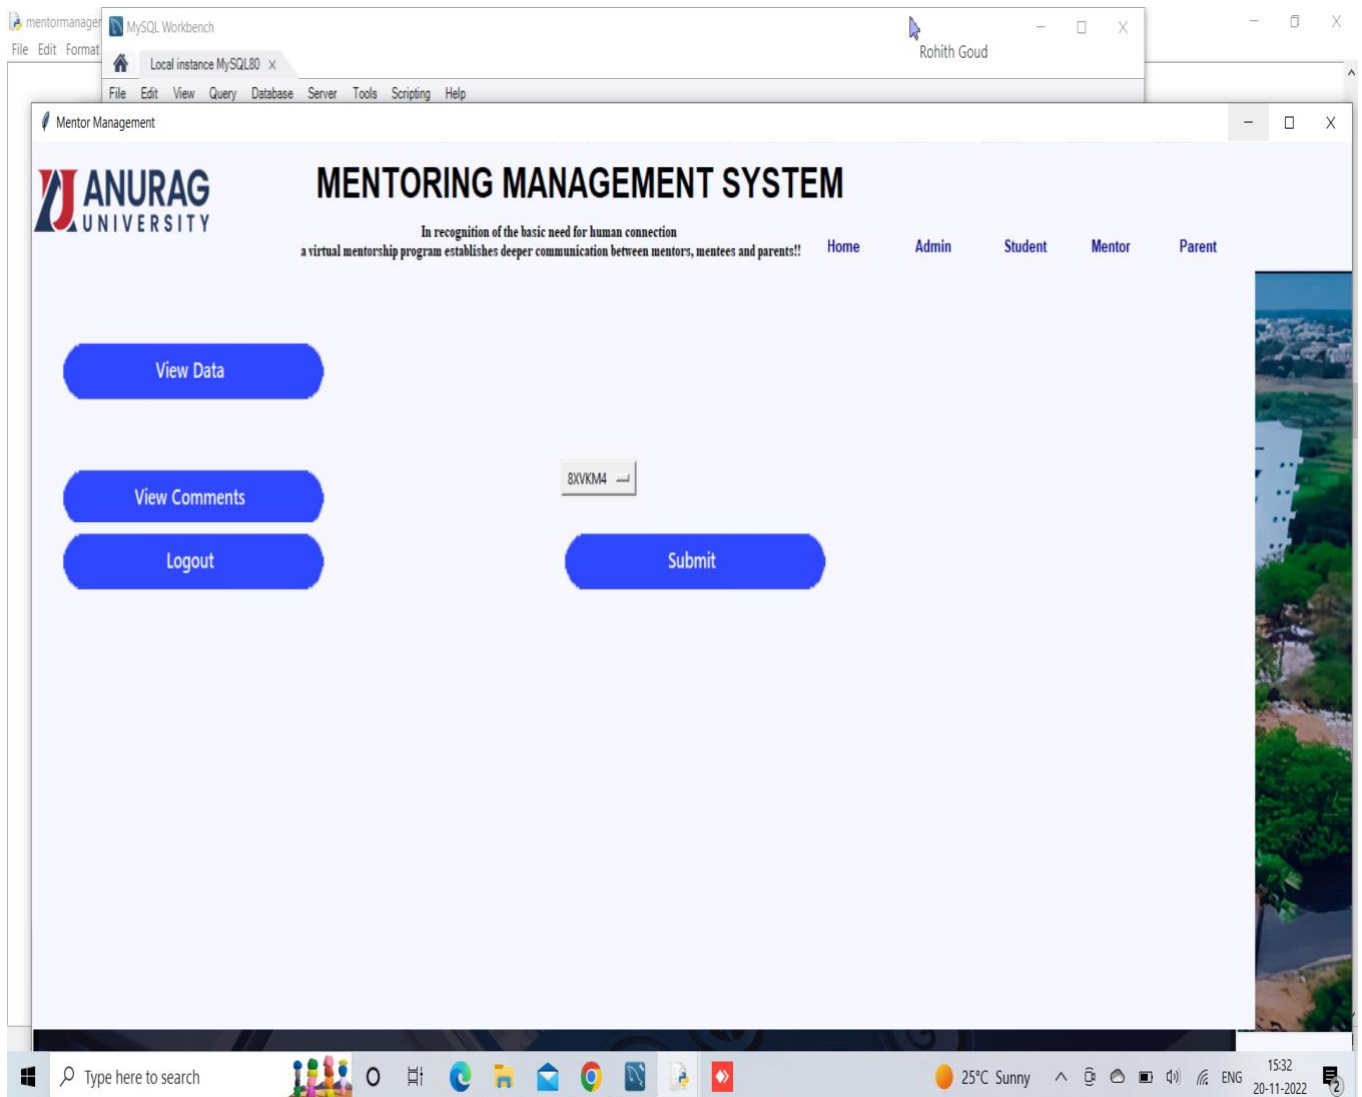 mentormanager
MySQL Workbench
Rohith Goud
File Edit Format
Local instance MySQL80
File Edit View Query Database Server Tools Scripting Help
Mentor Management
ANURAG
UNIVERSITY
MENTORING MANAGEMENT SYSTEM
In recognition of the basic need for human connection
a virtual mentorship program establishes deeper communication between mentors, mentees and parents!!
Home Admin Student Mentor Parent
View Data
8XVKM4
View Comments
Logout
Submit
Type here to search
25°C Sunny
ENG
15:32
20-11-2022
2